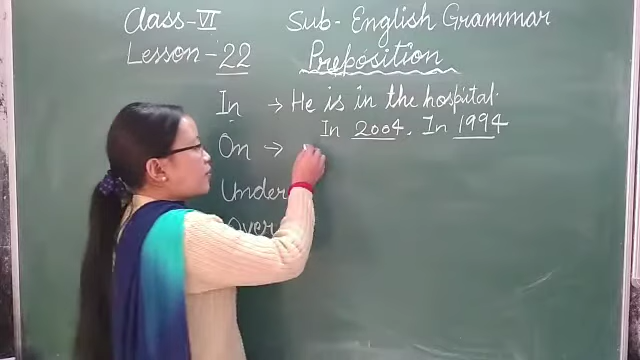 Class-VI Sub-English Grammar
Lesson-22 Preposition
In → He is in the hospital.
In 2004. In 1994
On →
Under
Over